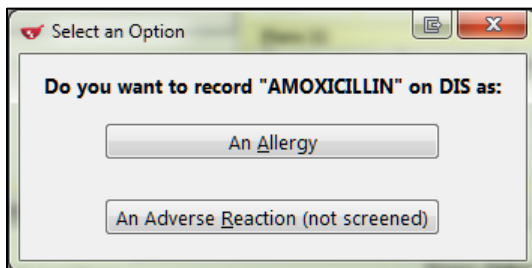 Select an Option
Do you want to record "AMOXICILLIN" on DIS as:
An Allergy
An Adverse Reaction (not screened)